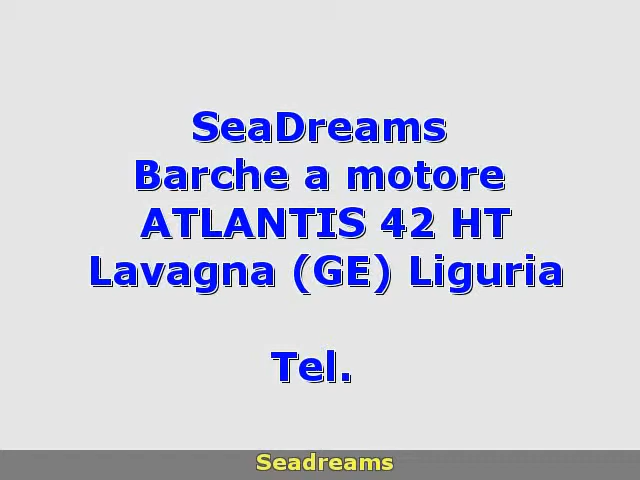 SeaDreams
Barche a motore
ATLANTIS 42 HT
Lavagna (GE) Liguria
Tel.
Seadreams